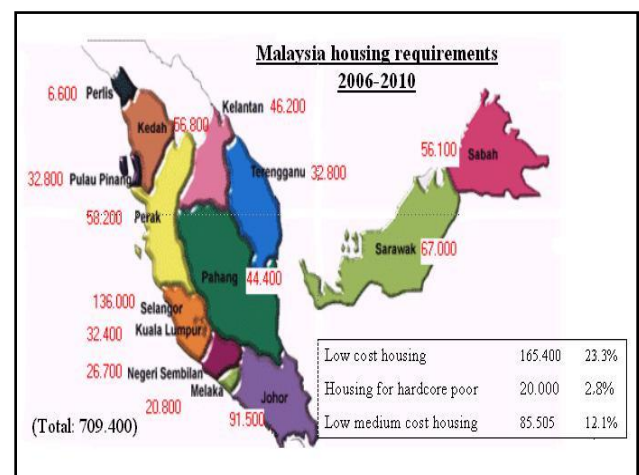 Malaysia housing requirements
2006-2010
6.600 Perlis
Kelantan 46.200
Kedah 56.800
32.800 Pulau Pinang
Terengganu 32.800
56.100 Sabah
58.200 Perak
Sarawak 67.000
Pahang 44.400
136.000 Selangor
32.400 Kuala Lumpur
26.700 Negeri Sembilan
Melaka 20.800
Johor 91.500
(Total: 709.400)
Low cost housing 165.400 23.3%
Housing for hardcore poor 20.000 2.8%
Low medium cost housing 85.505 12.1%